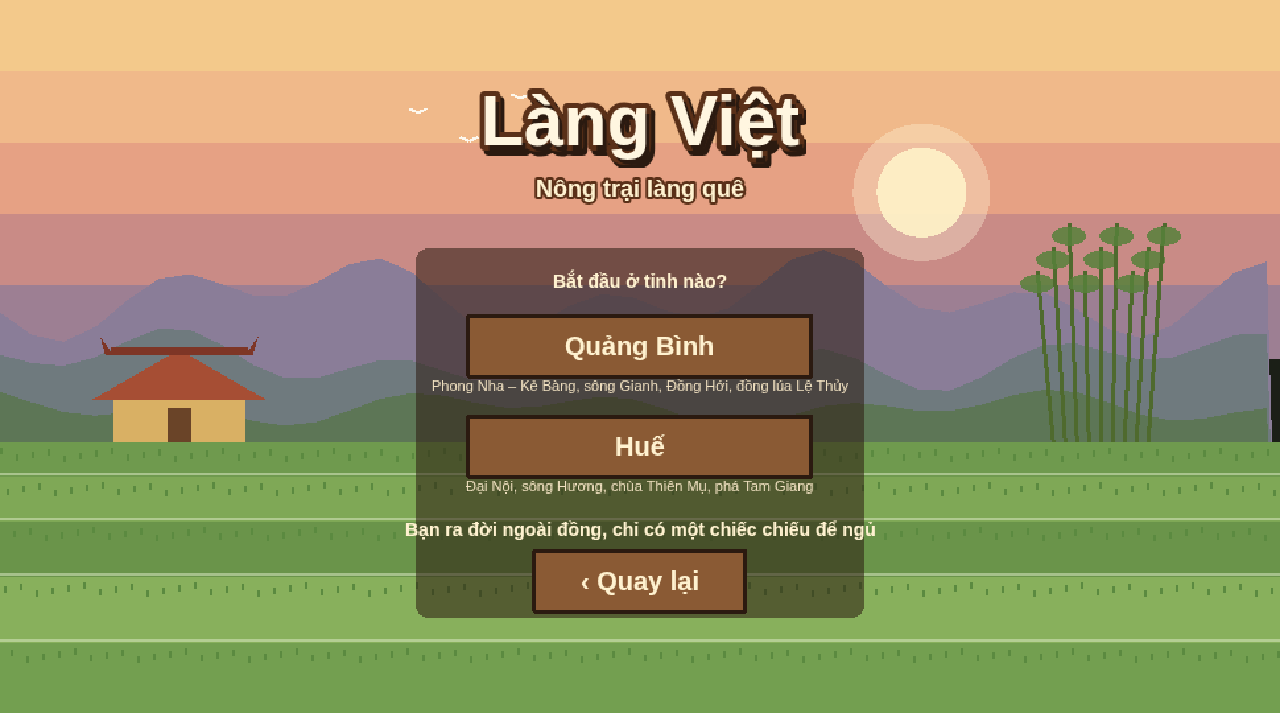 Làng Việt
Nông trại làng quê
Bắt đầu ở tỉnh nào?
Quảng Bình
Phong Nha – Kẻ Bàng, sông Gianh, Đồng Hới, đồng lúa Lệ Thủy
Huế
Đại Nội, sông Hương, chùa Thiên Mụ, phá Tam Giang
Bạn ra đời ngoài đồng, chỉ có một chiếc chiếu để ngủ
‹ Quay lại